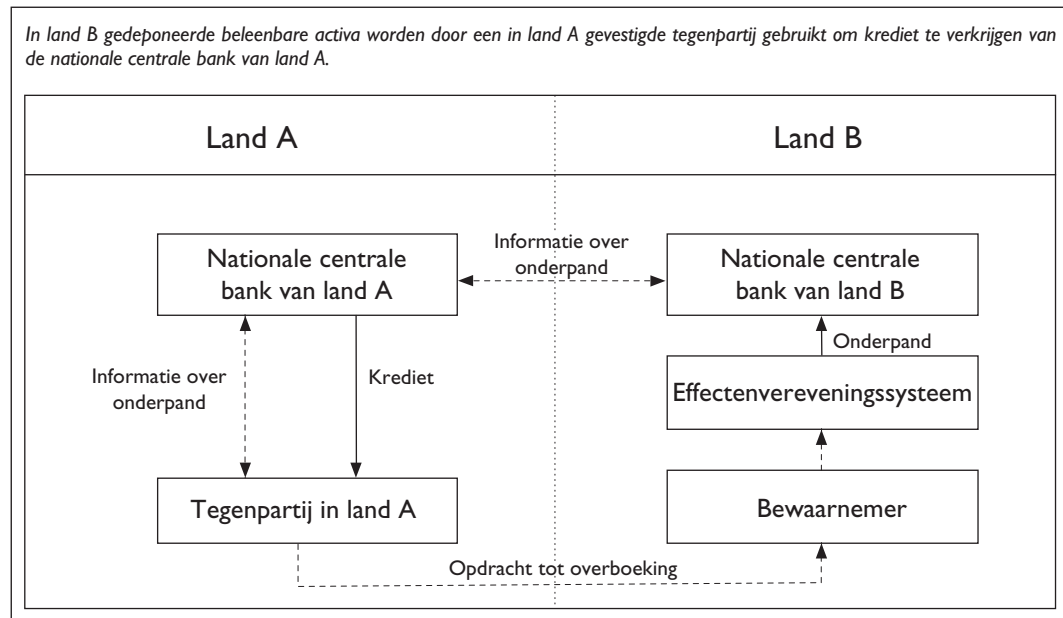 In land B gedeponeerde beleenbare activa worden door een in land A gevestigde tegenpartij gebruikt om krediet te verkrijgen van
de nationale centrale bank van land A.
Land A
Land B
Nationale centrale
bank van land A
Informatie over
onderpand
Nationale centrale
bank van land B
Informatie over
onderpand
Krediet
Onderpand
Effectenvereveningssysteem
Tegenpartij in land A
Bewaarnemer
Opdracht tot overboeking